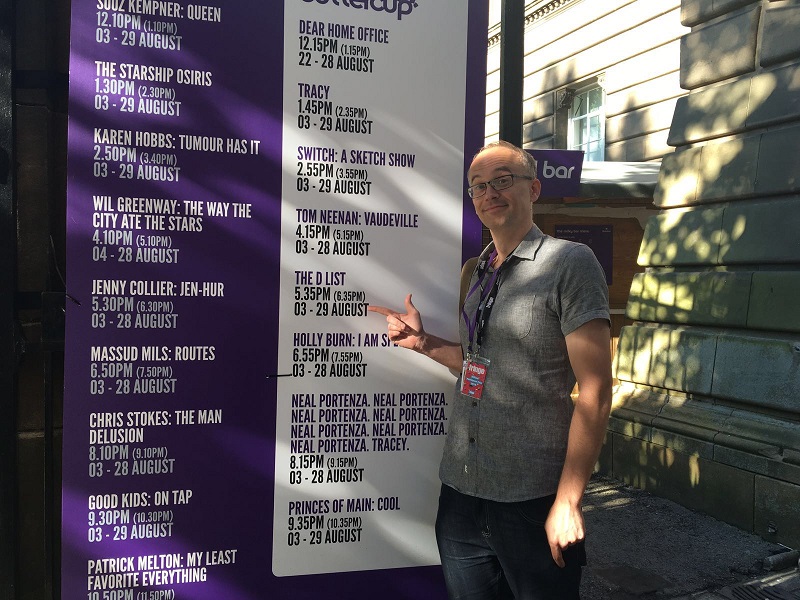 SOOZ KEMPNER: QUEEN
12.10PM (1.10PM)
03 - 29 AUGUST
THE STARSHIP OSIRIS
1.30PM (2.30PM)
03 - 29 AUGUST
KAREN HOBBS: TUMOUR HAS IT
2.50PM (3.40PM)
03 - 29 AUGUST
WIL GREENWAY: THE WAY THE
CITY ATE THE STARS
4.10PM (5.10PM)
04 - 28 AUGUST
JENNY COLLIER: JEN-HUR
5.30PM (6.30PM)
03 - 28 AUGUST
MASSUD MILS: ROUTES
6.50PM (7.50PM)
03 - 28 AUGUST
CHRIS STOKES: THE MAN
DELUSION
8.10PM (9.10PM)
03 - 28 AUGUST
GOOD KIDS: ON TAP
9.30PM (10.30PM)
03 - 28 AUGUST
PATRICK MELTON: MY LEAST
FAVORITE EVERYTHING
10.50PM (11.50PM)
buttercup
DEAR HOME OFFICE
12.15PM (1.15PM)
22 - 28 AUGUST
TRACY
1.45PM (2.35PM)
03 - 29 AUGUST
SWITCH: A SKETCH SHOW
2.55PM (3.55PM)
03 - 29 AUGUST
TOM NEENAN: VAUDEVILLE
4.15PM (5.15PM)
03 - 28 AUGUST
THE D LIST
5.35PM (6.35PM)
03 - 29 AUGUST
HOLLY BURN: I AM
6.55PM (7.55PM)
03 - 28 AUGUST
NEAL PORTENZA. NEAL PORTENZA.
NEAL PORTENZA. NEAL PORTENZA.
NEAL PORTENZA. NEAL PORTENZA.
NEAL PORTENZA. TRACEY.
8.15PM (9.15PM)
03 - 28 AUGUST
PRINCES OF MAIN: COOL
9.35PM (10.35PM)
03 - 29 AUGUST
bar
fringe